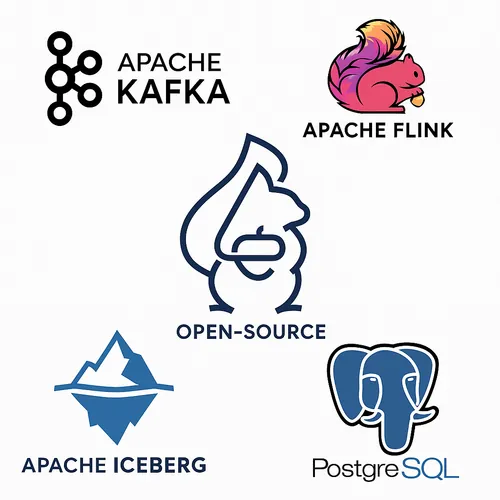 APACHE
KAFKA
APACHE FLINK
OPEN-SOURCE
APACHE ICEBERG
PostgreSQL